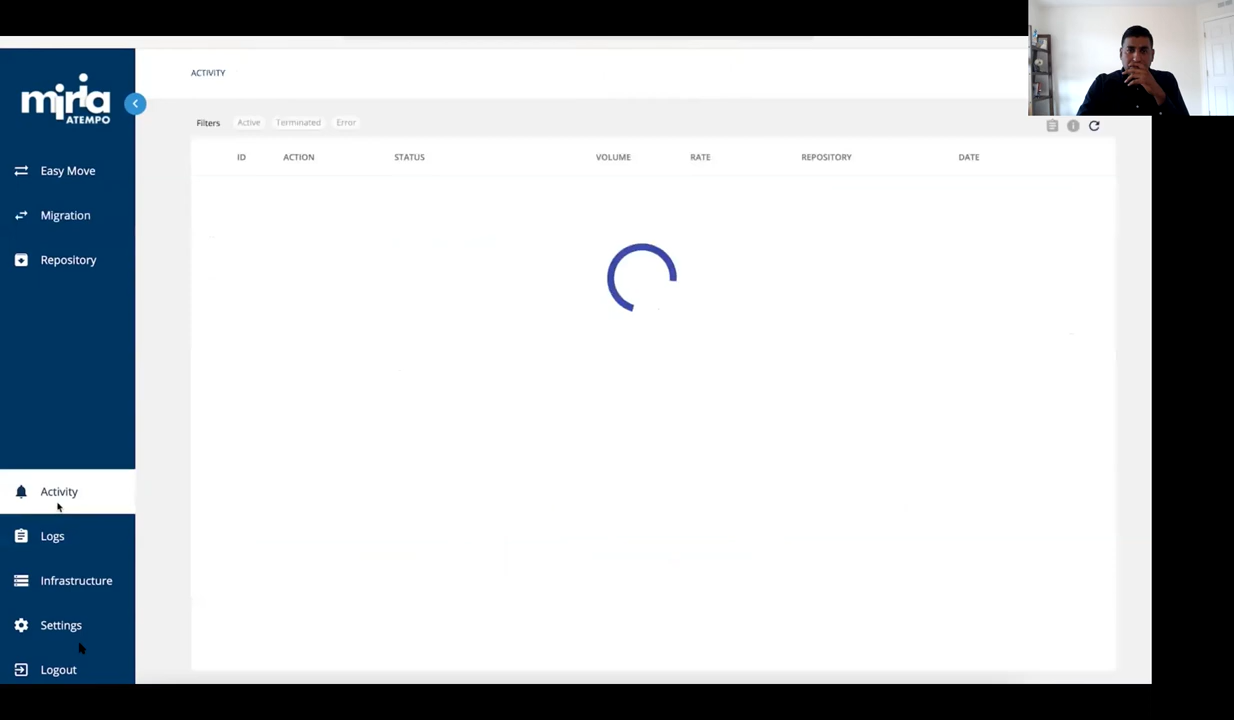 miria
ATEMPO
Easy Move
Migration
Repository
Activity
Logs
Infrastructure
Settings
Logout
ACTIVITY
Filters Active Terminated Error
ID ACTION STATUS VOLUME RATE REPOSITORY DATE